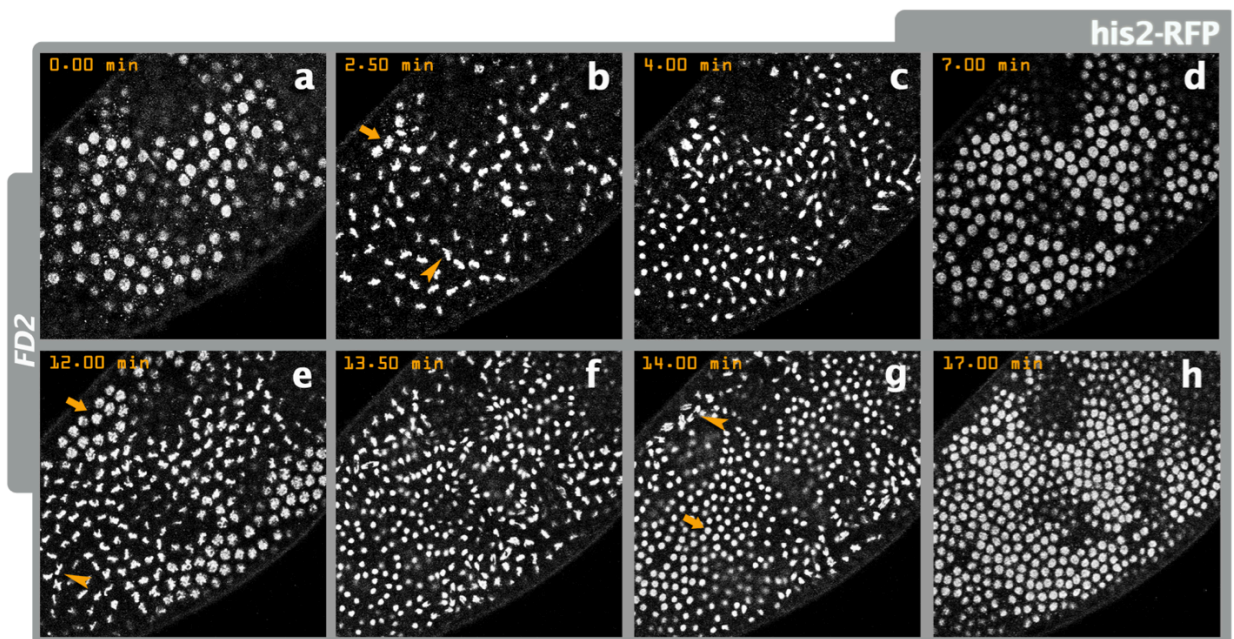 his2-RFP
0.00 min a
2.50 min b
4.00 min c
7.00 min d
FD2
12.00 min e
13.50 min f
14.00 min g
17.00 min h